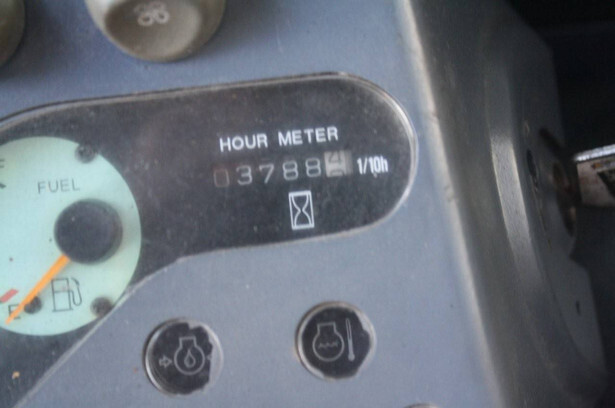 HOUR METER
03788 1/10h
FUEL
E